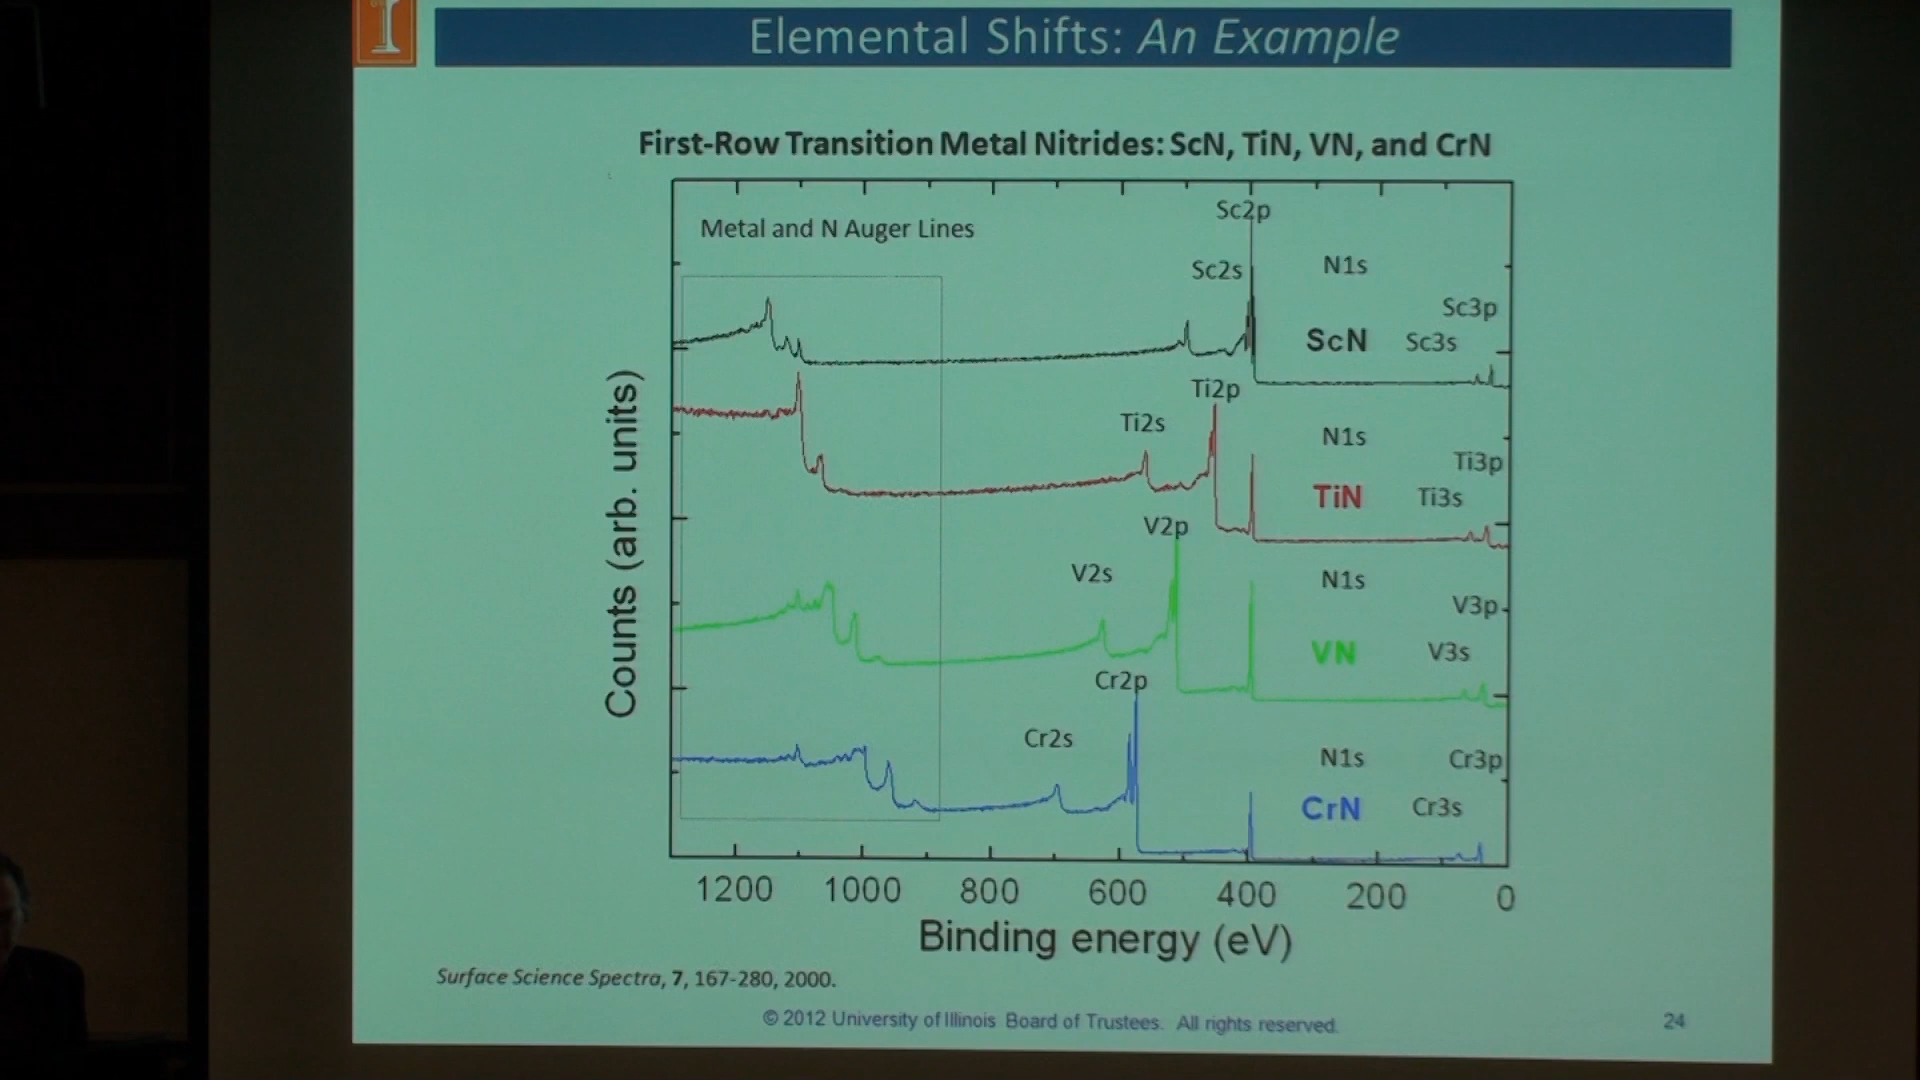 I
Elemental Shifts: An Example
First-Row Transition Metal Nitrides: ScN, TiN, VN, and CrN
Metal and N Auger Lines
Sc2p
Sc2s
N1s
Sc3p
ScN
Sc3s
Ti2p
Ti2s
N1s
Ti3p
TiN
Ti3s
V2p
V2s
N1s
V3p
VN
V3s
Cr2p
Cr2s
N1s
Cr3p
CrN
Cr3s
Counts (arb. units)
1200 1000 800 600 400 200 0
Binding energy (eV)
Surface Science Spectra, 7, 167-280, 2000.
© 2012 University of Illinois Board of Trustees. All rights reserved.
24